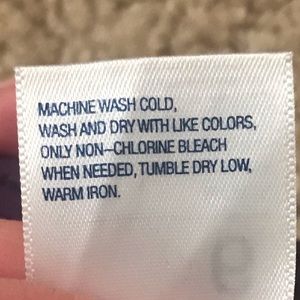 MACHINE WASH COLD,
WASH AND DRY WITH LIKE COLORS,
ONLY NON-CHLORINE BLEACH
WHEN NEEDED, TUMBLE DRY LOW,
WARM IRON.